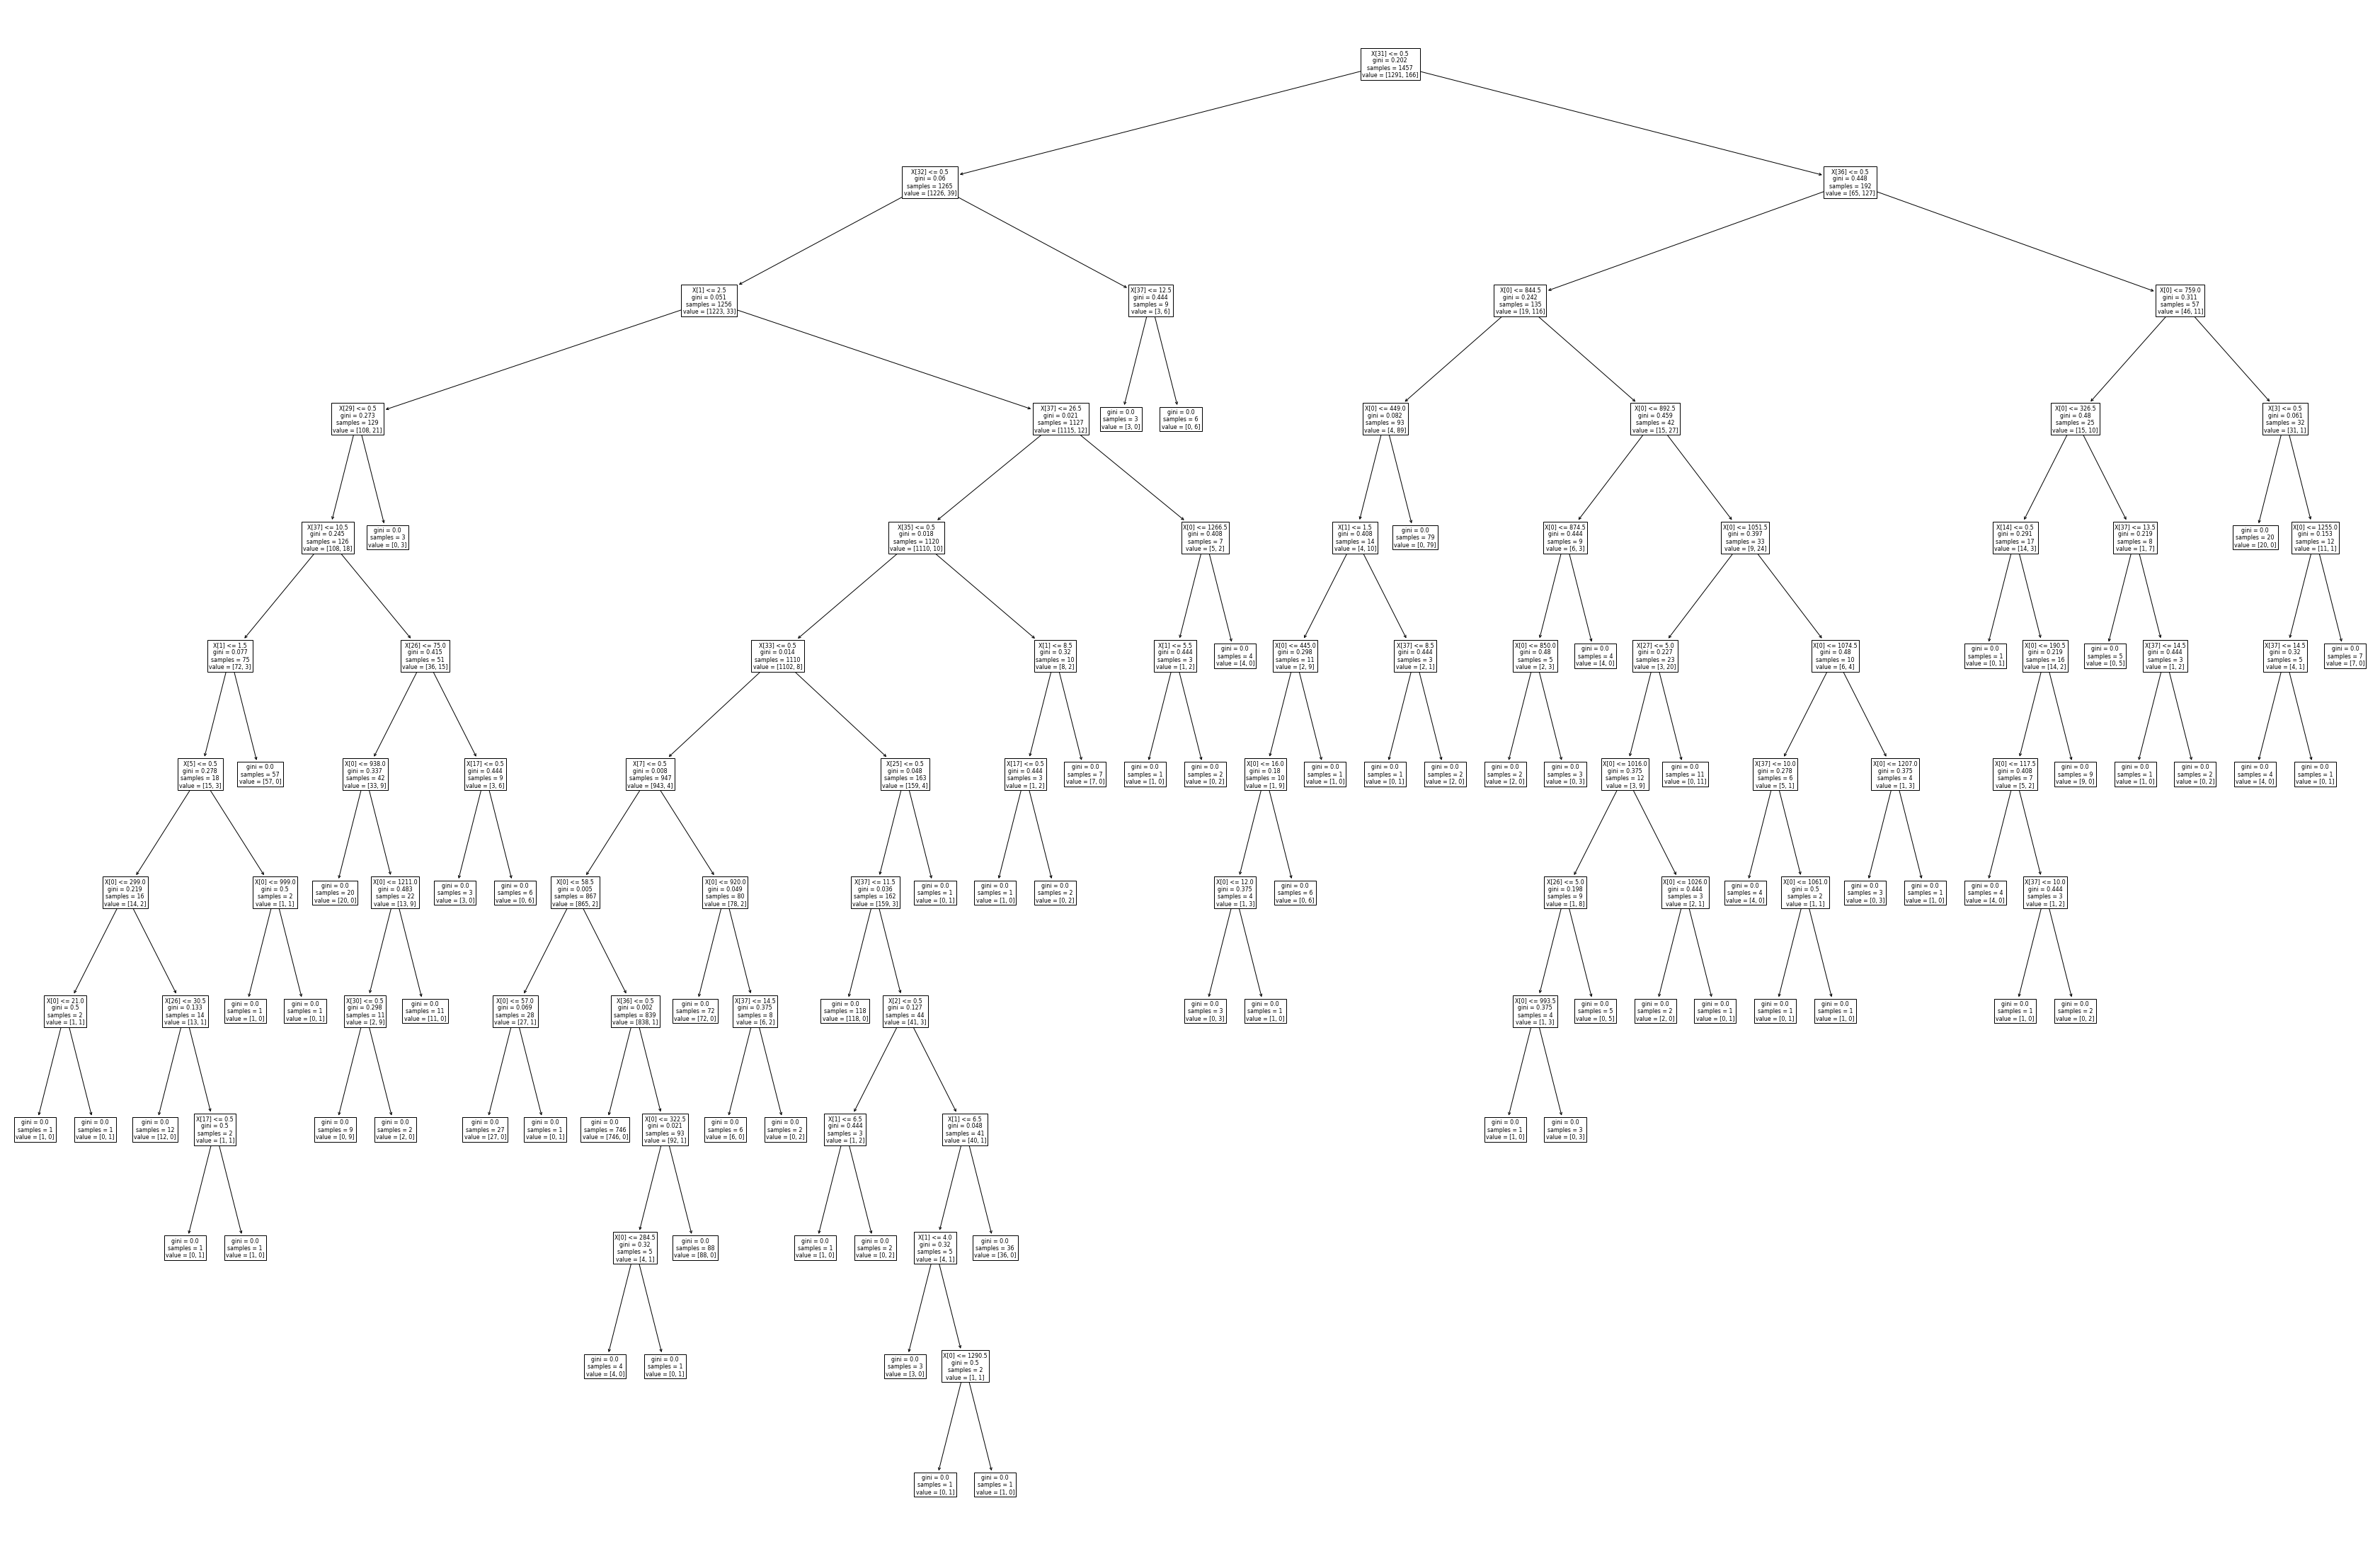 X[31] <= 0.5
gini = 0.202
samples = 1457
value = [1291, 166]
X[32] <= 0.5
gini = 0.06
samples = 1265
value = [1226, 39]
X[36] <= 0.5
gini = 0.448
samples = 192
value = [65, 127]
X[1] <= 2.5
gini = 0.051
samples = 1256
value = [1223, 33]
X[37] <= 12.5
gini = 0.444
samples = 9
value = [3, 6]
X[0] <= 844.5
gini = 0.242
samples = 135
value = [19, 116]
X[0] <= 759.0
gini = 0.311
samples = 57
value = [46, 11]
X[29] <= 0.5
gini = 0.273
samples = 129
value = [108, 21]
X[37] <= 26.5
gini = 0.021
samples = 1127
value = [1115, 12]
gini = 0.0
samples = 3
value = [3, 0]
gini = 0.0
samples = 6
value = [0, 6]
X[0] <= 449.0
gini = 0.082
samples = 93
value = [4, 89]
X[0] <= 892.5
gini = 0.459
samples = 42
value = [15, 27]
X[0] <= 326.5
gini = 0.48
samples = 25
value = [15, 10]
X[3] <= 0.5
gini = 0.061
samples = 32
value = [31, 1]
X[37] <= 10.5
gini = 0.245
samples = 126
value = [108, 18]
gini = 0.0
samples = 3
value = [0, 3]
X[35] <= 0.5
gini = 0.018
samples = 1120
value = [1110, 10]
X[0] <= 1266.5
gini = 0.408
samples = 7
value = [5, 2]
X[1] <= 1.5
gini = 0.408
samples = 14
value = [4, 10]
gini = 0.0
samples = 79
value = [0, 79]
X[0] <= 874.5
gini = 0.444
samples = 9
value = [6, 3]
X[0] <= 1051.5
gini = 0.397
samples = 33
value = [9, 24]
X[14] <= 0.5
gini = 0.291
samples = 17
value = [14, 3]
X[37] <= 13.5
gini = 0.219
samples = 8
value = [1, 7]
gini = 0.0
samples = 20
value = [20, 0]
X[0] <= 1255.0
gini = 0.153
samples = 12
value = [11, 1]
X[1] <= 1.5
gini = 0.077
samples = 75
value = [72, 3]
X[26] <= 75.0
gini = 0.415
samples = 51
value = [36, 15]
X[33] <= 0.5
gini = 0.014
samples = 1110
value = [1102, 8]
X[1] <= 8.5
gini = 0.32
samples = 10
value = [8, 2]
X[1] <= 5.5
gini = 0.444
samples = 3
value = [1, 2]
gini = 0.0
samples = 4
value = [4, 0]
X[0] <= 445.0
gini = 0.298
samples = 11
value = [2, 9]
X[37] <= 8.5
gini = 0.444
samples = 3
value = [2, 1]
X[0] <= 850.0
gini = 0.48
samples = 5
value = [2, 3]
gini = 0.0
samples = 4
value = [4, 0]
X[27] <= 5.0
gini = 0.227
samples = 23
value = [3, 20]
X[0] <= 1074.5
gini = 0.48
samples = 10
value = [6, 4]
gini = 0.0
samples = 1
value = [0, 1]
X[0] <= 190.5
gini = 0.219
samples = 16
value = [14, 2]
gini = 0.0
samples = 5
value = [0, 5]
X[37] <= 14.5
gini = 0.444
samples = 3
value = [1, 2]
X[37] <= 14.5
gini = 0.32
samples = 5
value = [4, 1]
gini = 0.0
samples = 7
value = [7, 0]
X[5] <= 0.5
gini = 0.278
samples = 18
value = [15, 3]
gini = 0.0
samples = 57
value = [57, 0]
X[0] <= 938.0
gini = 0.337
samples = 42
value = [33, 9]
X[17] <= 0.5
gini = 0.444
samples = 9
value = [3, 6]
X[7] <= 0.5
gini = 0.008
samples = 947
value = [943, 4]
X[25] <= 0.5
gini = 0.048
samples = 163
value = [159, 4]
X[17] <= 0.5
gini = 0.444
samples = 3
value = [1, 2]
gini = 0.0
samples = 7
value = [7, 0]
gini = 0.0
samples = 1
value = [1, 0]
gini = 0.0
samples = 2
value = [0, 2]
X[0] <= 16.0
gini = 0.18
samples = 10
value = [1, 9]
gini = 0.0
samples = 1
value = [1, 0]
gini = 0.0
samples = 1
value = [0, 1]
gini = 0.0
samples = 2
value = [2, 0]
gini = 0.0
samples = 2
value = [2, 0]
gini = 0.0
samples = 3
value = [0, 3]
X[0] <= 1016.0
gini = 0.375
samples = 12
value = [3, 9]
gini = 0.0
samples = 11
value = [0, 11]
X[37] <= 10.0
gini = 0.278
samples = 6
value = [5, 1]
X[0] <= 1207.0
gini = 0.375
samples = 4
value = [1, 3]
X[0] <= 117.5
gini = 0.408
samples = 7
value = [5, 2]
gini = 0.0
samples = 9
value = [9, 0]
gini = 0.0
samples = 1
value = [1, 0]
gini = 0.0
samples = 2
value = [0, 2]
gini = 0.0
samples = 4
value = [4, 0]
gini = 0.0
samples = 1
value = [0, 1]
X[0] <= 299.0
gini = 0.219
samples = 16
value = [14, 2]
X[0] <= 999.0
gini = 0.5
samples = 2
value = [1, 1]
gini = 0.0
samples = 20
value = [20, 0]
X[0] <= 1211.0
gini = 0.483
samples = 22
value = [13, 9]
gini = 0.0
samples = 3
value = [3, 0]
gini = 0.0
samples = 6
value = [0, 6]
X[0] <= 58.5
gini = 0.005
samples = 867
value = [865, 2]
X[0] <= 920.0
gini = 0.049
samples = 80
value = [78, 2]
X[37] <= 11.5
gini = 0.036
samples = 162
value = [159, 3]
gini = 0.0
samples = 1
value = [0, 1]
gini = 0.0
samples = 1
value = [1, 0]
gini = 0.0
samples = 2
value = [0, 2]
X[0] <= 12.0
gini = 0.375
samples = 4
value = [1, 3]
gini = 0.0
samples = 6
value = [0, 6]
X[26] <= 5.0
gini = 0.198
samples = 9
value = [1, 8]
X[0] <= 1026.0
gini = 0.444
samples = 3
value = [2, 1]
gini = 0.0
samples = 4
value = [4, 0]
X[0] <= 1061.0
gini = 0.5
samples = 2
value = [1, 1]
gini = 0.0
samples = 3
value = [0, 3]
gini = 0.0
samples = 1
value = [1, 0]
gini = 0.0
samples = 4
value = [4, 0]
X[37] <= 10.0
gini = 0.444
samples = 3
value = [1, 2]
X[0] <= 21.0
gini = 0.5
samples = 2
value = [1, 1]
X[26] <= 30.5
gini = 0.133
samples = 14
value = [13, 1]
gini = 0.0
samples = 1
value = [1, 0]
gini = 0.0
samples = 1
value = [0, 1]
X[30] <= 0.5
gini = 0.298
samples = 11
value = [2, 9]
gini = 0.0
samples = 11
value = [11, 0]
X[0] <= 57.0
gini = 0.069
samples = 28
value = [27, 1]
X[36] <= 0.5
gini = 0.002
samples = 839
value = [838, 1]
gini = 0.0
samples = 72
value = [72, 0]
X[37] <= 14.5
gini = 0.375
samples = 8
value = [6, 2]
gini = 0.0
samples = 118
value = [118, 0]
X[2] <= 0.5
gini = 0.127
samples = 44
value = [41, 3]
gini = 0.0
samples = 3
value = [0, 3]
gini = 0.0
samples = 1
value = [1, 0]
X[0] <= 993.5
gini = 0.375
samples = 4
value = [1, 3]
gini = 0.0
samples = 5
value = [0, 5]
gini = 0.0
samples = 2
value = [2, 0]
gini = 0.0
samples = 1
value = [0, 1]
gini = 0.0
samples = 1
value = [0, 1]
gini = 0.0
samples = 1
value = [1, 0]
gini = 0.0
samples = 1
value = [1, 0]
gini = 0.0
samples = 2
value = [0, 2]
gini = 0.0
samples = 1
value = [1, 0]
gini = 0.0
samples = 1
value = [0, 1]
gini = 0.0
samples = 12
value = [12, 0]
X[17] <= 0.5
gini = 0.5
samples = 2
value = [1, 1]
gini = 0.0
samples = 9
value = [0, 9]
gini = 0.0
samples = 2
value = [2, 0]
gini = 0.0
samples = 27
value = [27, 0]
gini = 0.0
samples = 1
value = [0, 1]
gini = 0.0
samples = 746
value = [746, 0]
X[0] <= 322.5
gini = 0.021
samples = 93
value = [92, 1]
gini = 0.0
samples = 6
value = [6, 0]
gini = 0.0
samples = 2
value = [0, 2]
X[1] <= 6.5
gini = 0.444
samples = 3
value = [1, 2]
X[1] <= 6.5
gini = 0.048
samples = 41
value = [40, 1]
gini = 0.0
samples = 1
value = [1, 0]
gini = 0.0
samples = 3
value = [0, 3]
gini = 0.0
samples = 1
value = [0, 1]
gini = 0.0
samples = 1
value = [1, 0]
X[0] <= 284.5
gini = 0.32
samples = 5
value = [4, 1]
gini = 0.0
samples = 88
value = [88, 0]
gini = 0.0
samples = 1
value = [1, 0]
gini = 0.0
samples = 2
value = [0, 2]
X[1] <= 4.0
gini = 0.32
samples = 5
value = [4, 1]
gini = 0.0
samples = 36
value = [36, 0]
gini = 0.0
samples = 4
value = [4, 0]
gini = 0.0
samples = 1
value = [0, 1]
gini = 0.0
samples = 3
value = [3, 0]
X[0] <= 1290.5
gini = 0.5
samples = 2
value = [1, 1]
gini = 0.0
samples = 1
value = [0, 1]
gini = 0.0
samples = 1
value = [1, 0]